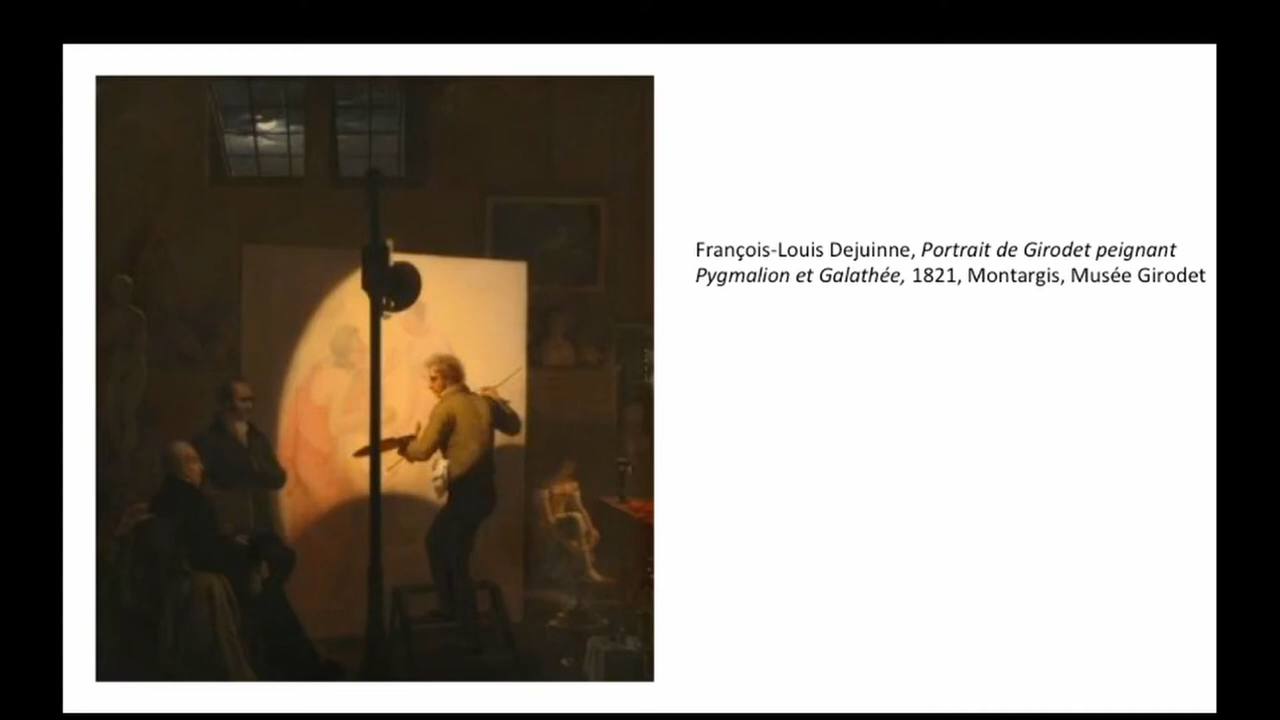 François-Louis Dejuinne, Portrait de Girodet peignant
Pygmalion et Galathée, 1821, Montargis, Musée Girodet